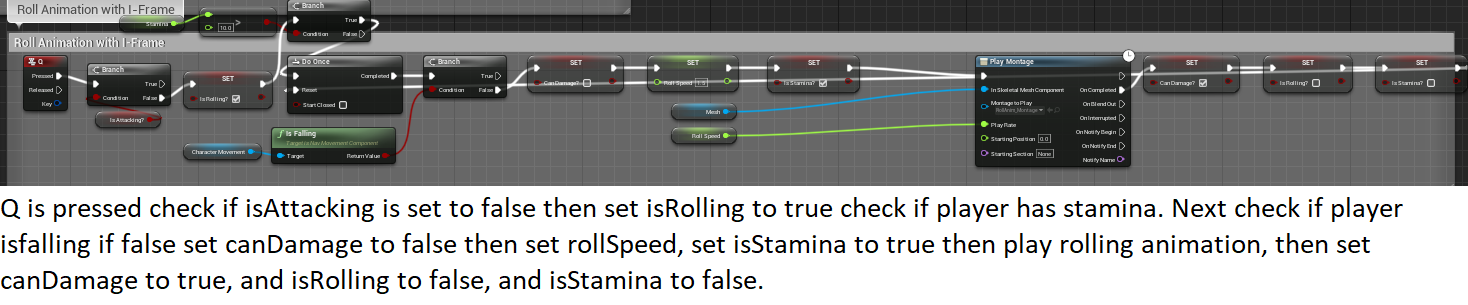 Roll Animation with I-Frame
Branch
Stamina
>
10.0
True
Condition
False
Roll Animation with I-Frame
Q
Pressed
Released
Key
Branch
True
Condition
False
Is Attacking?
SET
Is Rolling?
Do Once
Completed
Reset
Start Closed
Branch
True
Condition
False
Character Movement
f Is Falling
Target is Nav Movement Component
Target
Return Value
SET
Can Damage?
SET
Roll Speed
1.5
SET
Is Stamina?
Mesh
Roll Speed
Play Montage
In Skeletal Mesh Component
On Completed
Montage to Play
RollAnim_Montage
On Blend Out
On Interrupted
Play Rate
On Notify Begin
Starting Position
0.0
On Notify End
Starting Section
None
Notify Name
SET
Can Damage?
SET
Is Rolling?
SET
Is Stamina?
Q is pressed check if isAttacking is set to false then set isRolling to true check if player has stamina. Next check if player
isfalling if false set canDamage to false then set rollSpeed, set isStamina to true then play rolling animation, then set
canDamage to true, and isRolling to false, and isStamina to false.